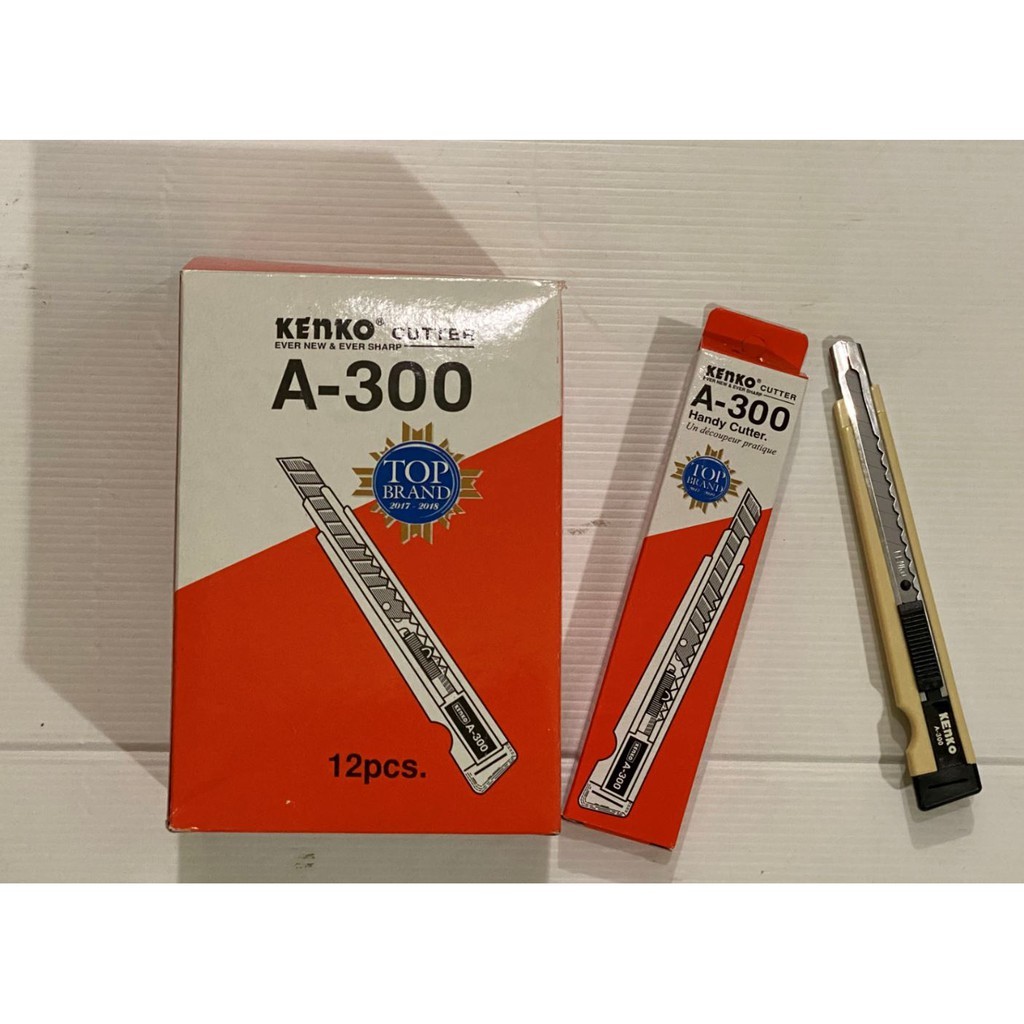 KENKO® CUTTER
EVER NEW & EVER SHARP
A-300
TOP
BRAND
2017 - 2018
KENKO
A-300
12pcs.
KENKO® CUTTER
EVER NEW & EVER SHARP
A-300
Handy Cutter.
Un découpeur pratique
TOP
BRAND
KENKO
A-300
KENKO
KENKO
A-300